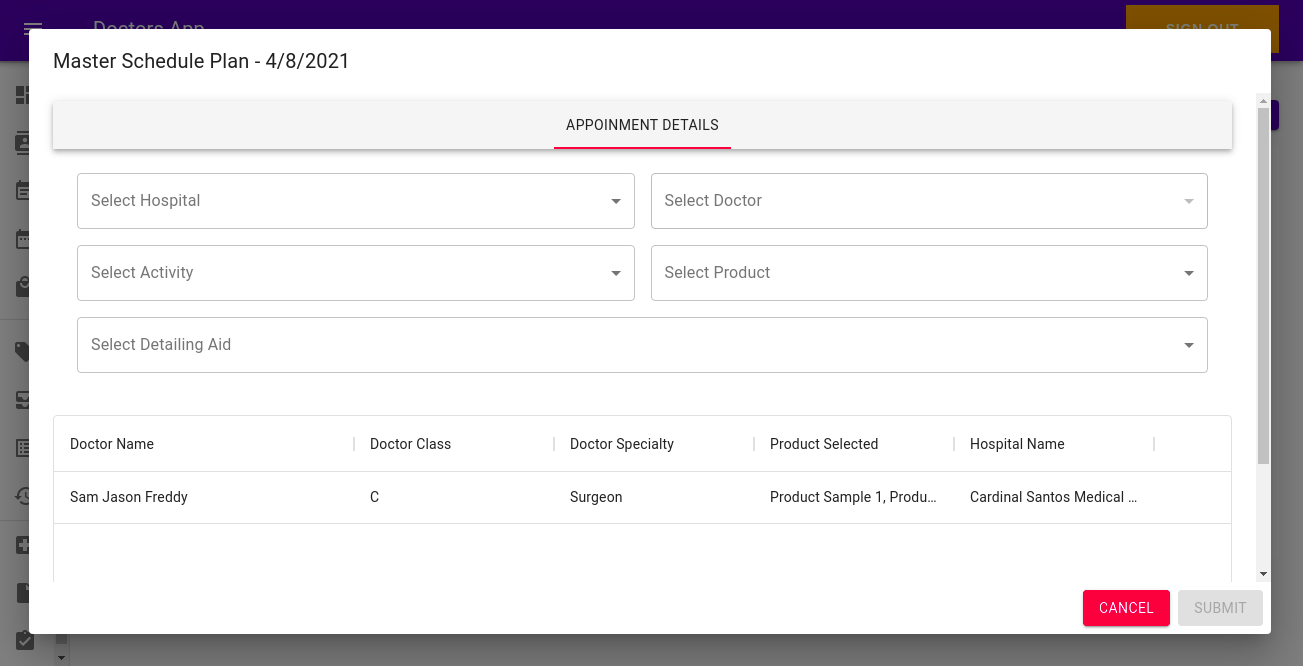 Doctors App
SIGN OUT
Master Schedule Plan - 4/8/2021
APPOINMENT DETAILS
Select Hospital
Select Doctor
Select Activity
Select Product
Select Detailing Aid
Doctor Name
Doctor Class
Doctor Specialty
Product Selected
Hospital Name
Sam Jason Freddy
C
Surgeon
Product Sample 1, Produ…
Cardinal Santos Medical …
CANCEL
SUBMIT